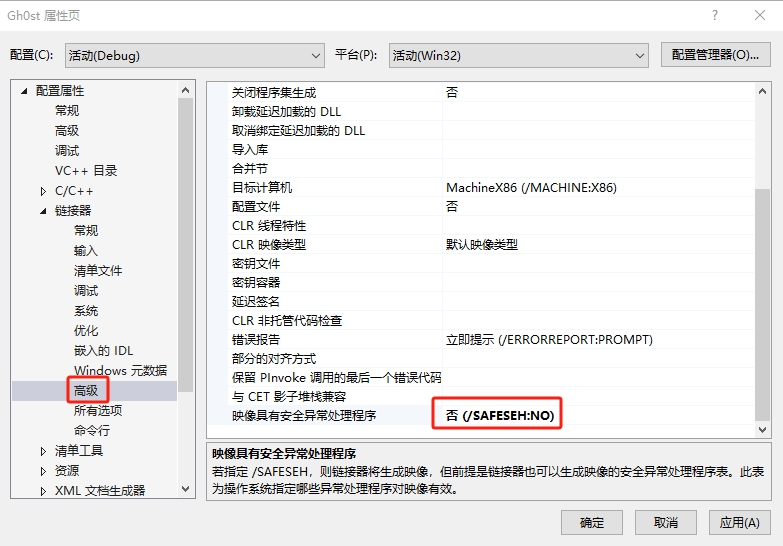 Gh0st 属性页
配置(C): 活动(Debug) 平台(P): 活动(Win32) 配置管理器(O)...
配置属性
常规
高级
调试
VC++ 目录
C/C++
链接器
常规
输入
清单文件
调试
系统
优化
嵌入的 IDL
Windows 元数据
高级
所有选项
命令行
清单工具
资源
XML 文档生成器
关闭程序集生成 否
卸载延迟加载的 DLL
取消绑定延迟加载的 DLL
导入库
合并节
目标计算机 MachineX86 (/MACHINE:X86)
配置文件 否
CLR 线程特性
CLR 映像类型 默认映像类型
密钥文件
密钥容器
延迟签名
CLR 非托管代码检查
错误报告 立即提示 (/ERRORREPORT:PROMPT)
部分的对齐方式
保留 PInvoke 调用的最后一个错误代码
与 CET 影子堆栈兼容
映像具有安全异常处理程序 否 (/SAFESEH:NO)
映像具有安全异常处理程序
若指定 /SAFESEH，则链接器将生成映像，但前提是链接器也可以生成映像的安全异常处理程序表。此表
为操作系统指定哪些异常处理程序对映像有效。
确定 取消 应用(A)